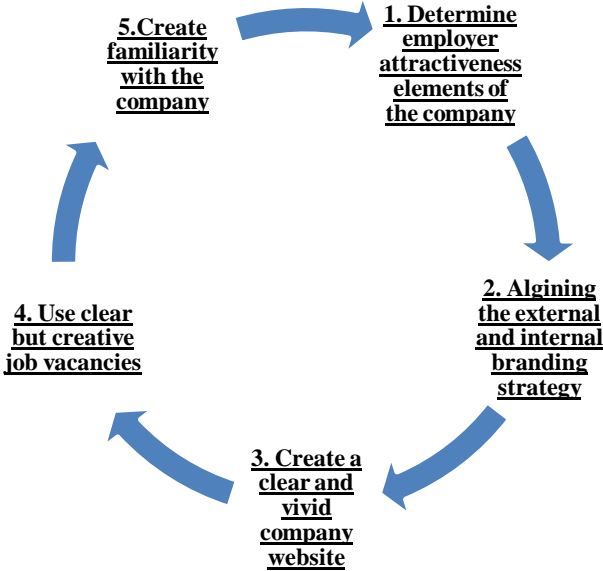 1. Determine
employer
attractiveness
elements of
the company
2. Algining
the external
and internal
branding
strategy
3. Create a
clear and
vivid
company
website
4. Use clear
but creative
job vacancies
5.Create
familiarity
with the
company